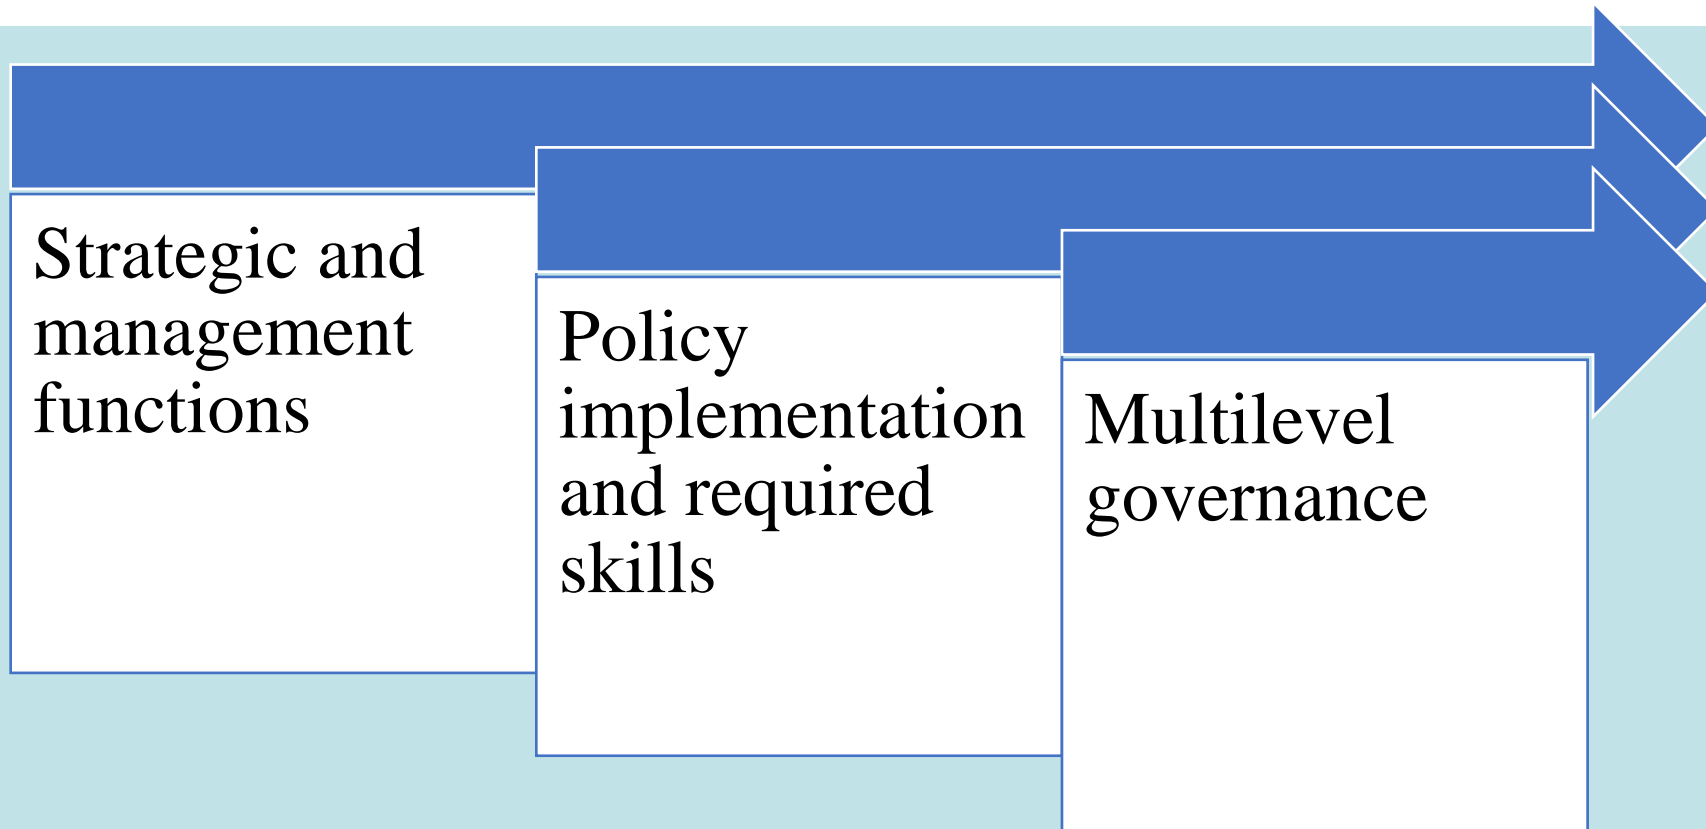 Strategic and
management
functions
Policy
implementation
and required
skills
Multilevel
governance